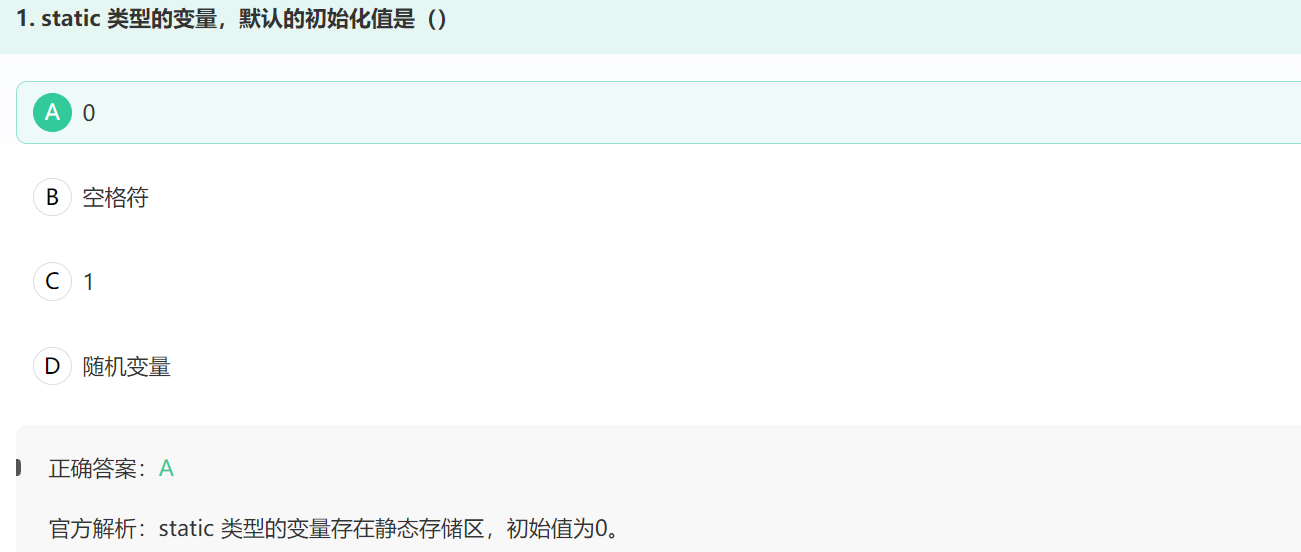 1. static 类型的变量，默认的初始化值是（）
A 0
B 空格符
C 1
D 随机变量
正确答案：A
官方解析：static 类型的变量存在静态存储区，初始值为0。